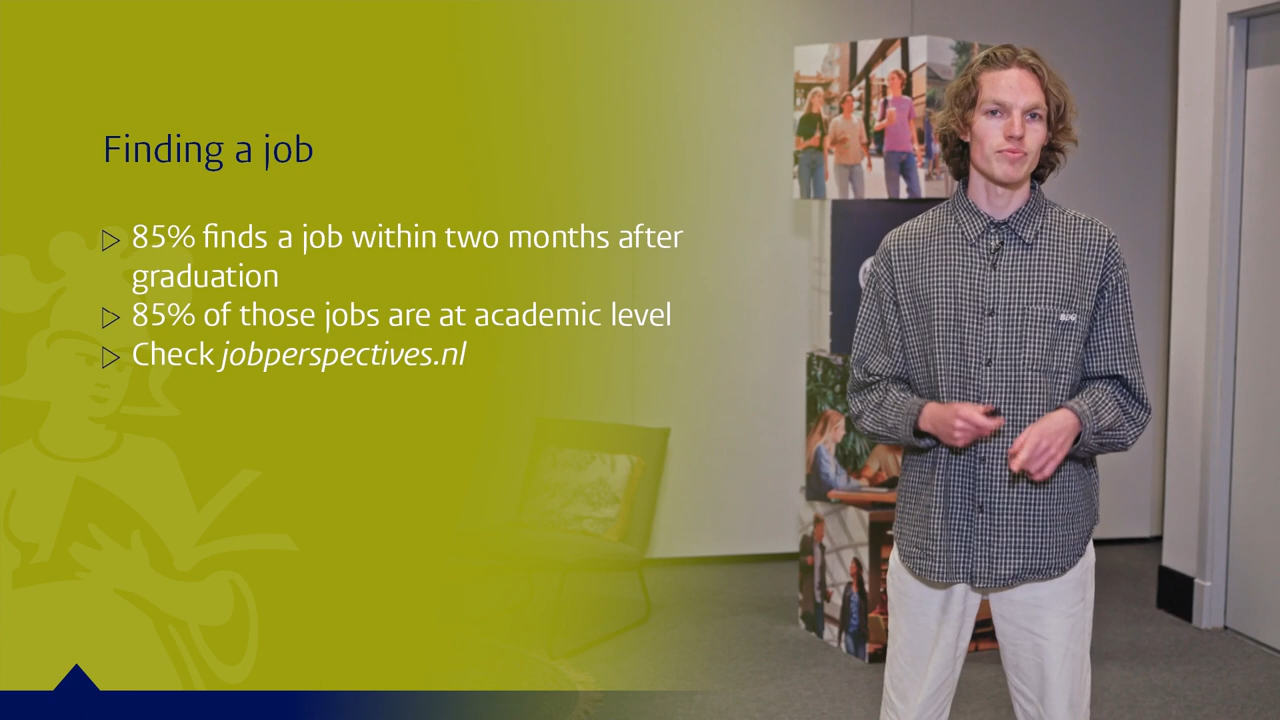 Finding a job
85% finds a job within two months after
graduation
85% of those jobs are at academic level
Check jobperspectives.nl